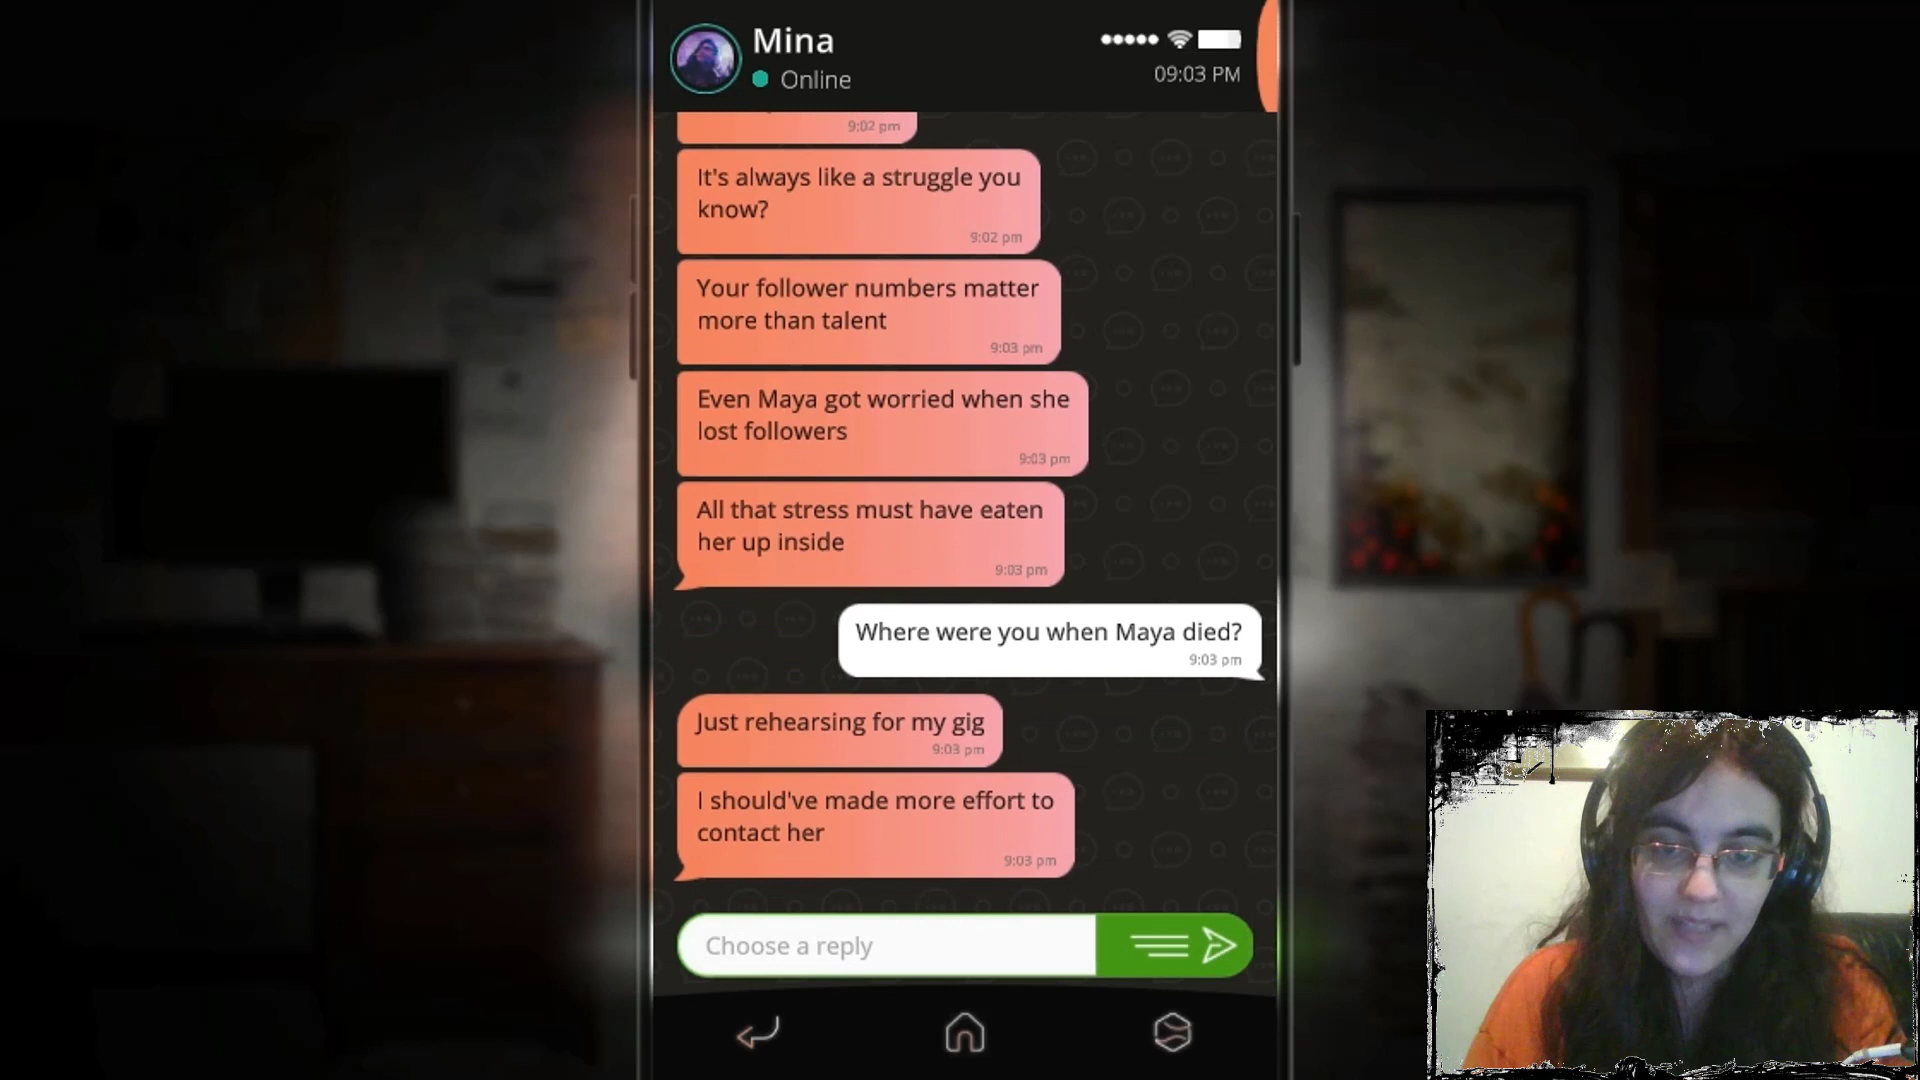 Mina
Online
09:03 PM
9:02 pm
It's always like a struggle you
know?
9:02 pm
Your follower numbers matter
more than talent
9:03 pm
Even Maya got worried when she
lost followers
9:03 pm
All that stress must have eaten
her up inside
9:03 pm
Where were you when Maya died?
9:03 pm
Just rehearsing for my gig
9:03 pm
I should've made more effort to
contact her
9:03 pm
Choose a reply